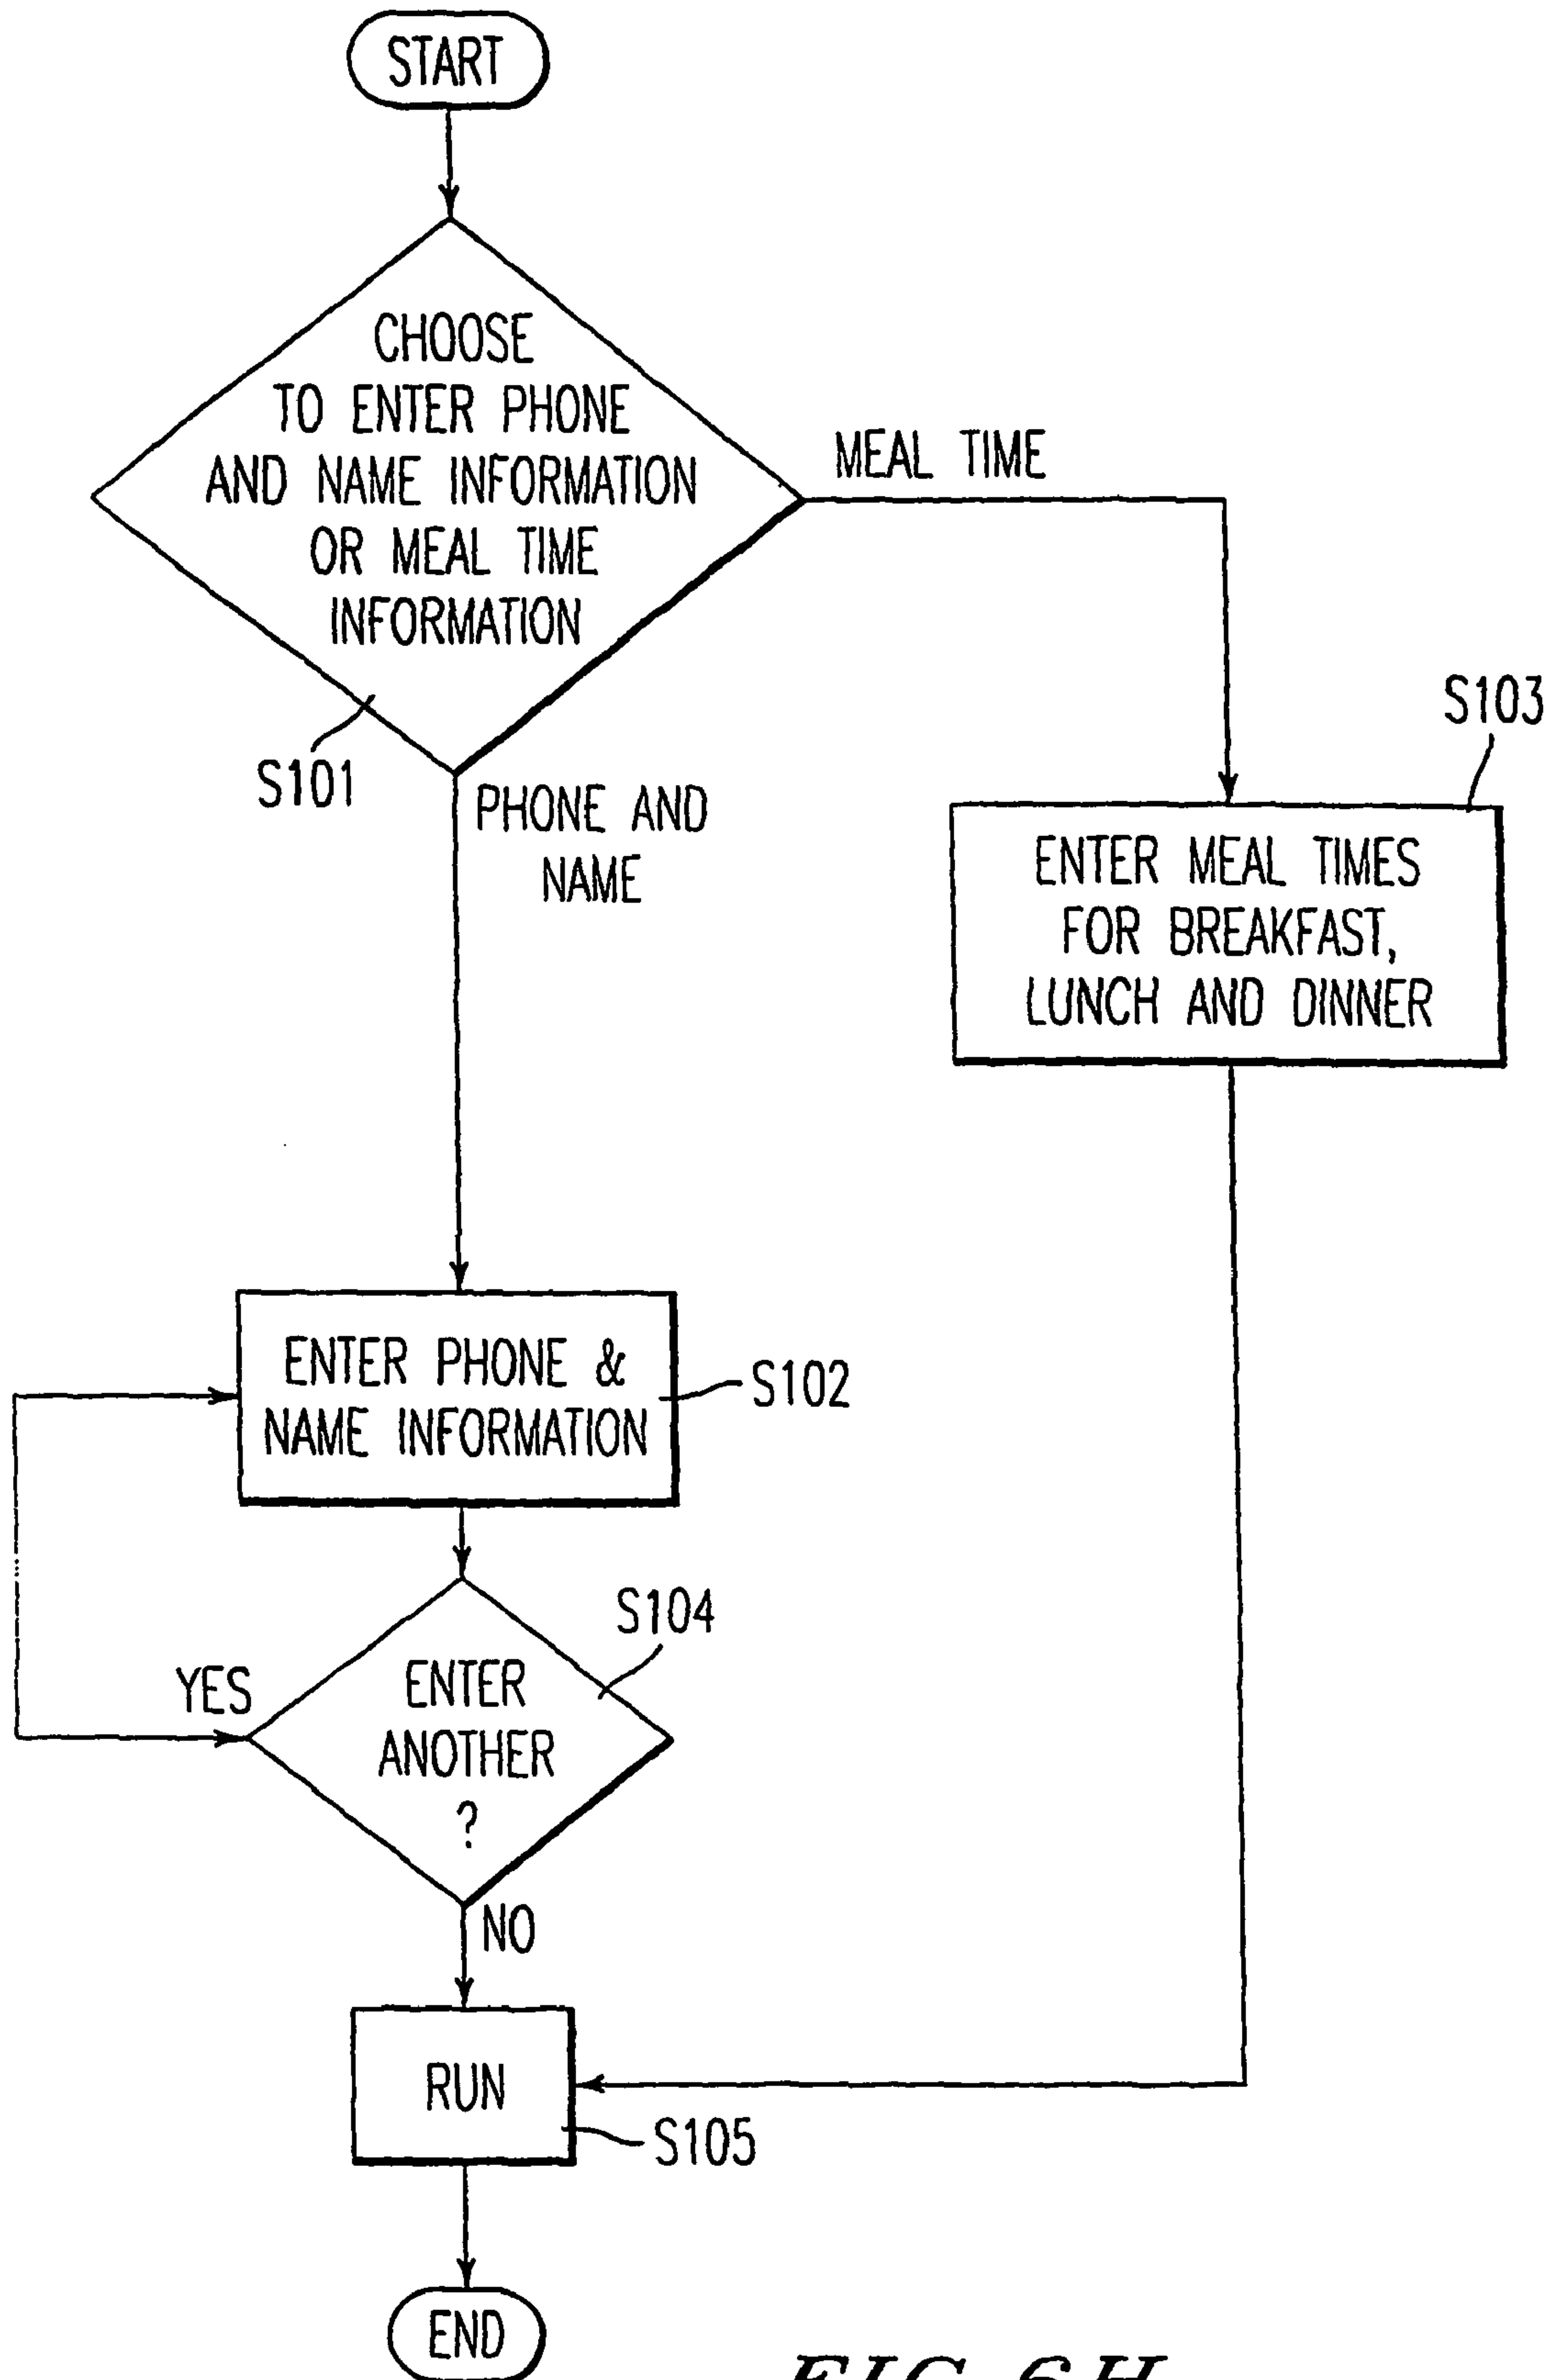 START
CHOOSE
TO ENTER PHONE
AND NAME INFORMATION
OR MEAL TIME
INFORMATION
MEAL TIME
S101
PHONE AND
NAME
S103
ENTER MEAL TIMES
FOR BREAKFAST,
LUNCH AND DINNER
ENTER PHONE &
NAME INFORMATION
S102
S104
YES
ENTER
ANOTHER
?
NO
RUN
S105
END
FIG. 6H